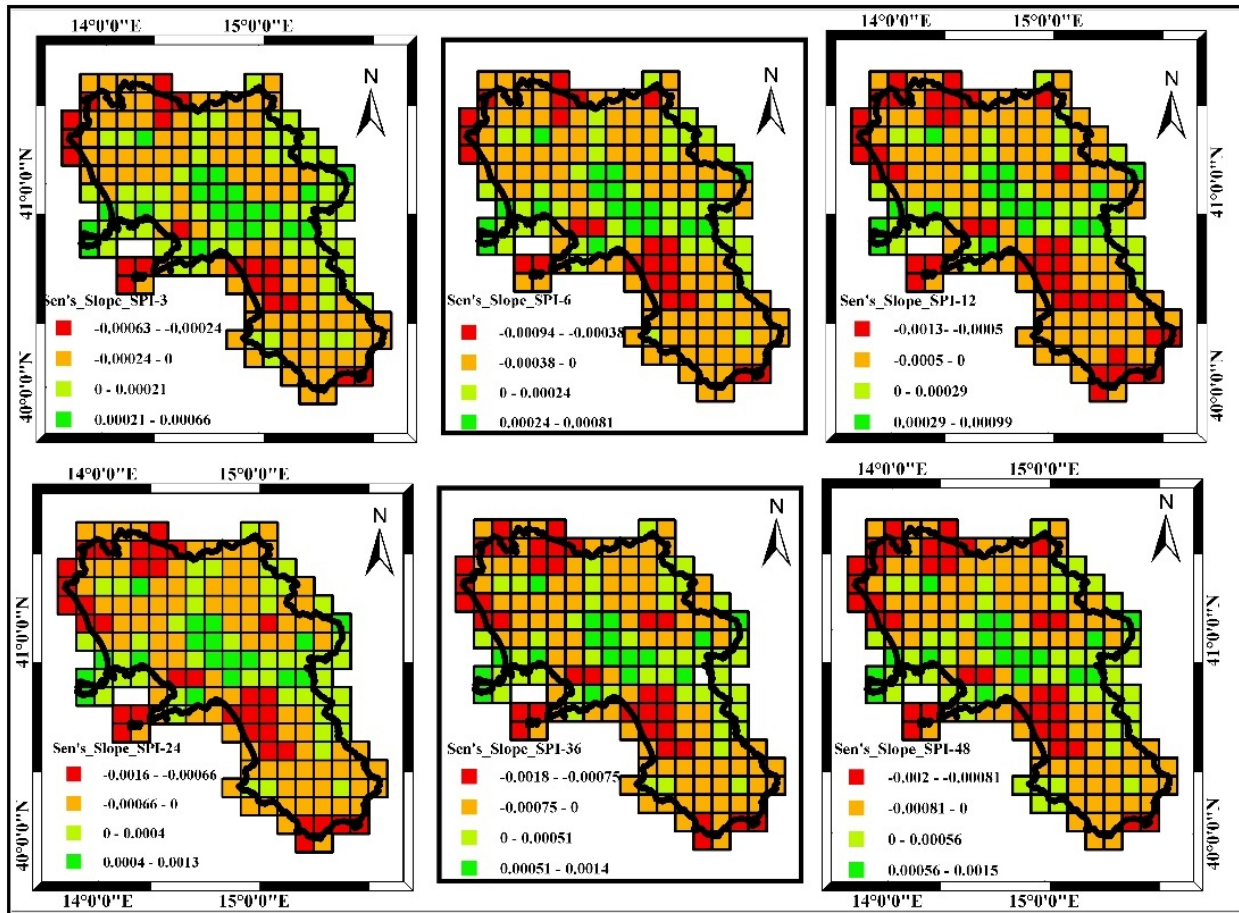 14°0'0"E 15°0'0"E 14°0'0"E 15°0'0"E
N
N
N
41°0'0"N
41°0'0"N
Sen's_Slope_SPI-3
-0.00063 - -0.00024
-0.00024 - 0
0 - 0.00021
0.00021 - 0.00066
40°0'0"N
Sen's_Slope_SPI-6
-0.00094 - -0.00038
-0.00038 - 0
0 - 0.00024
0.00024 - 0.00081
Sen's_Slope_SPI-12
-0.0013- -0.0005
-0.0005 - 0
0 - 0.00029
0.00029 - 0.00099
40°0'0"N
14°0'0"E 15°0'0"E 14°0'0"E 15°0'0"E
N
N
N
41°0'0"N
41°0'0"N
Sen's_Slope_SPI-24
-0.0016 - -0.00066
-0.00066 - 0
0 - 0.0004
0.0004 - 0.0013
40°0'0"N
Sen's_Slope_SPI-36
-0.0018 - -0.00075
-0.00075 - 0
0 - 0.00051
0.00051 - 0.0014
Sen's_Slope_SPI-48
-0.002 - -0.00081
-0.00081 - 0
0 - 0.00056
0.00056 - 0.0015
40°0'0"N
14°0'0"E 15°0'0"E 14°0'0"E 15°0'0"E